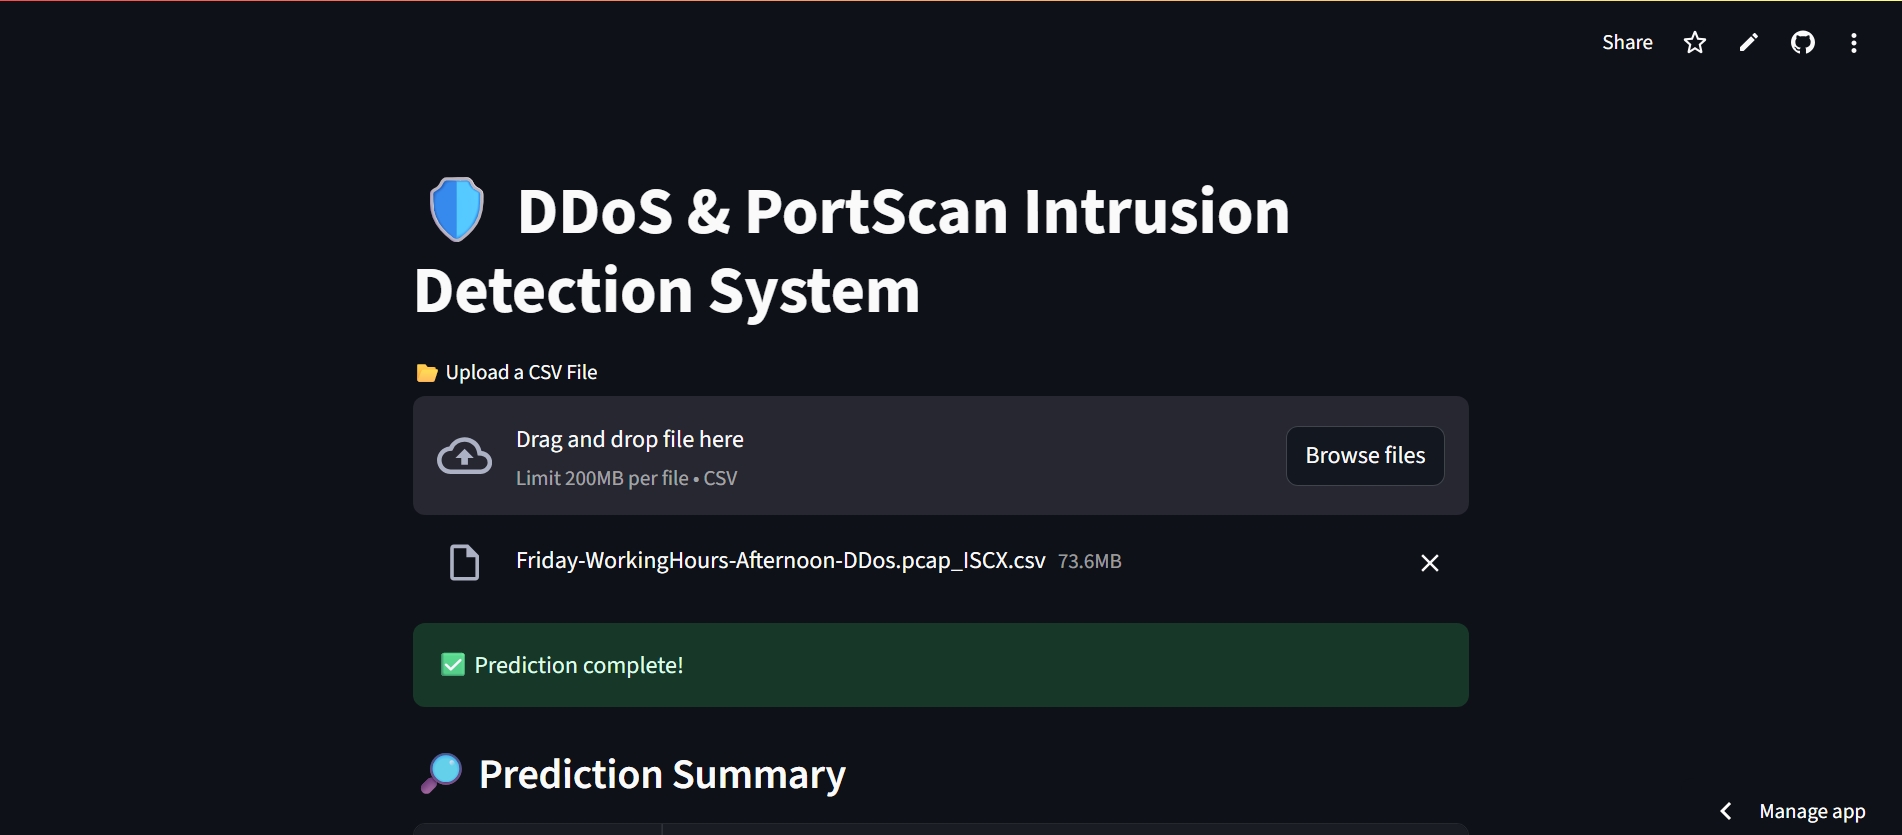 Share
DDoS & PortScan Intrusion
Detection System
Upload a CSV File
Drag and drop file here
Limit 200MB per file • CSV
Browse files
Friday-WorkingHours-Afternoon-DDos.pcap_ISCX.csv 73.6MB
Prediction complete!
Prediction Summary
Manage app